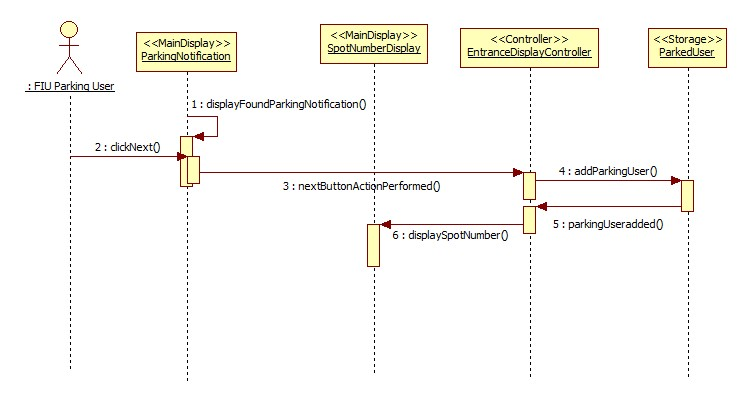 <<MainDisplay>>
ParkingNotification
<<MainDisplay>>
SpotNumberDisplay
<<Controller>>
EntranceDisplayController
<<Storage>>
ParkedUser
: FIU Parking User
1 : displayFoundParkingNotification()
2 : clickNext()
3 : nextButtonActionPerformed()
4 : addParkingUser()
5 : parkingUseradded()
6 : displaySpotNumber()